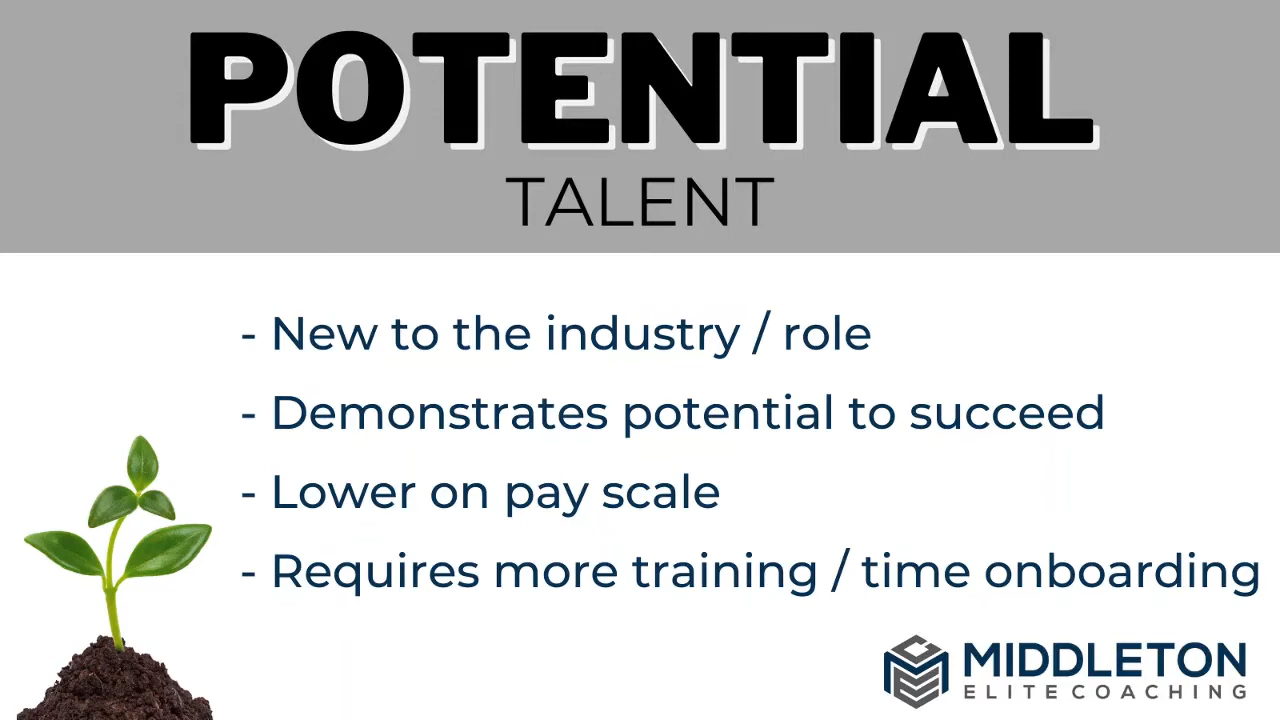 POTENTIAL
TALENT
- New to the industry / role
- Demonstrates potential to succeed
- Lower on pay scale
- Requires more training / time onboarding
MIDDLETON
ELITE COACHING